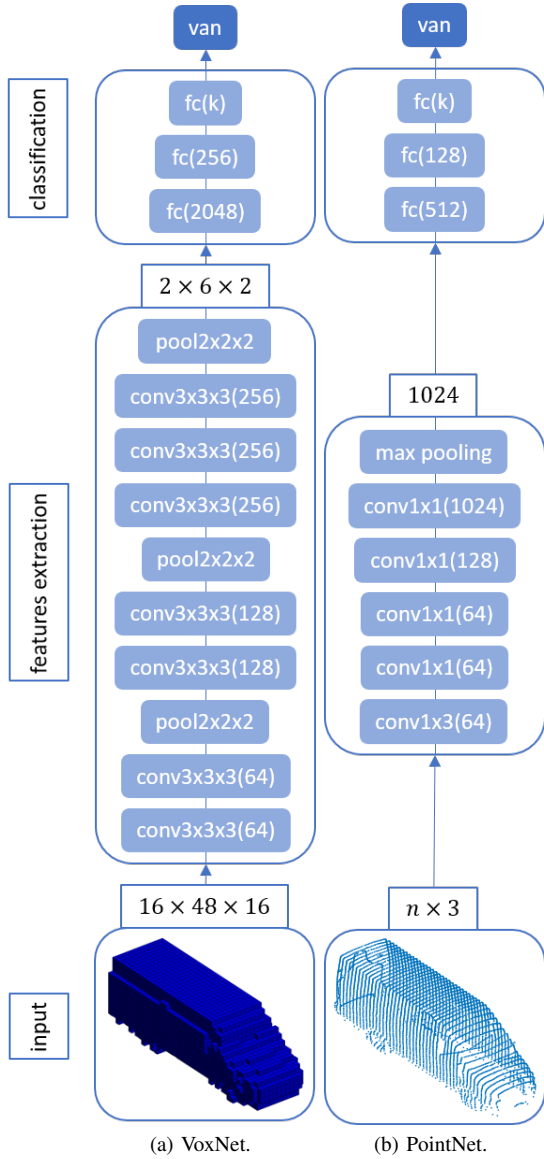 van
van
classification
fc(k)
fc(256)
fc(2048)
fc(k)
fc(128)
fc(512)
2 × 6 × 2
features extraction
pool2x2x2
conv3x3x3(256)
conv3x3x3(256)
conv3x3x3(256)
pool2x2x2
conv3x3x3(128)
conv3x3x3(128)
pool2x2x2
conv3x3x3(64)
conv3x3x3(64)
1024
max pooling
conv1x1(1024)
conv1x1(128)
conv1x1(64)
conv1x1(64)
conv1x3(64)
16 × 48 × 16
n × 3
input
(a) VoxNet.
(b) PointNet.